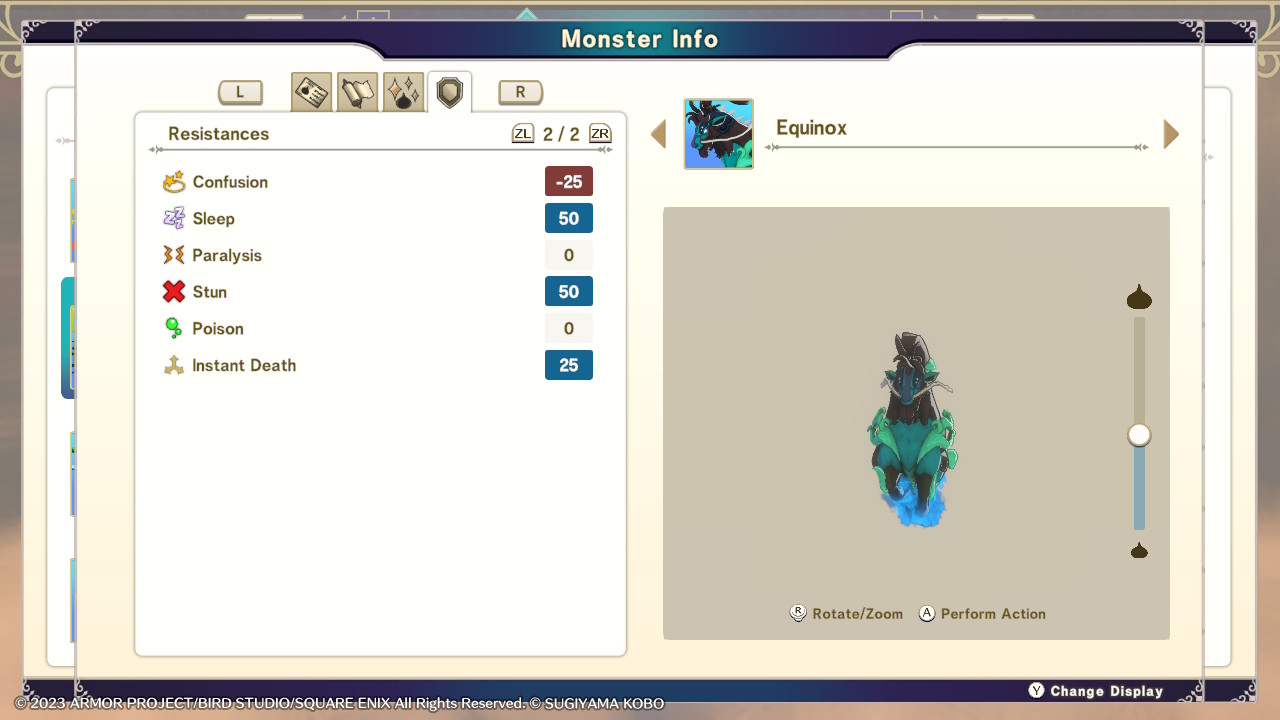 Monster Info
L
R
Resistances
ZL 2 / 2 ZR
Equinox
Confusion -25
Sleep 50
Paralysis 0
Stun 50
Poison 0
Instant Death 25
R Rotate/Zoom A Perform Action
Y Change Display
© 2023 ARMOR PROJECT/BIRD STUDIO/SQUARE ENIX All Rights Reserved. © SUGIYAMA KOBO